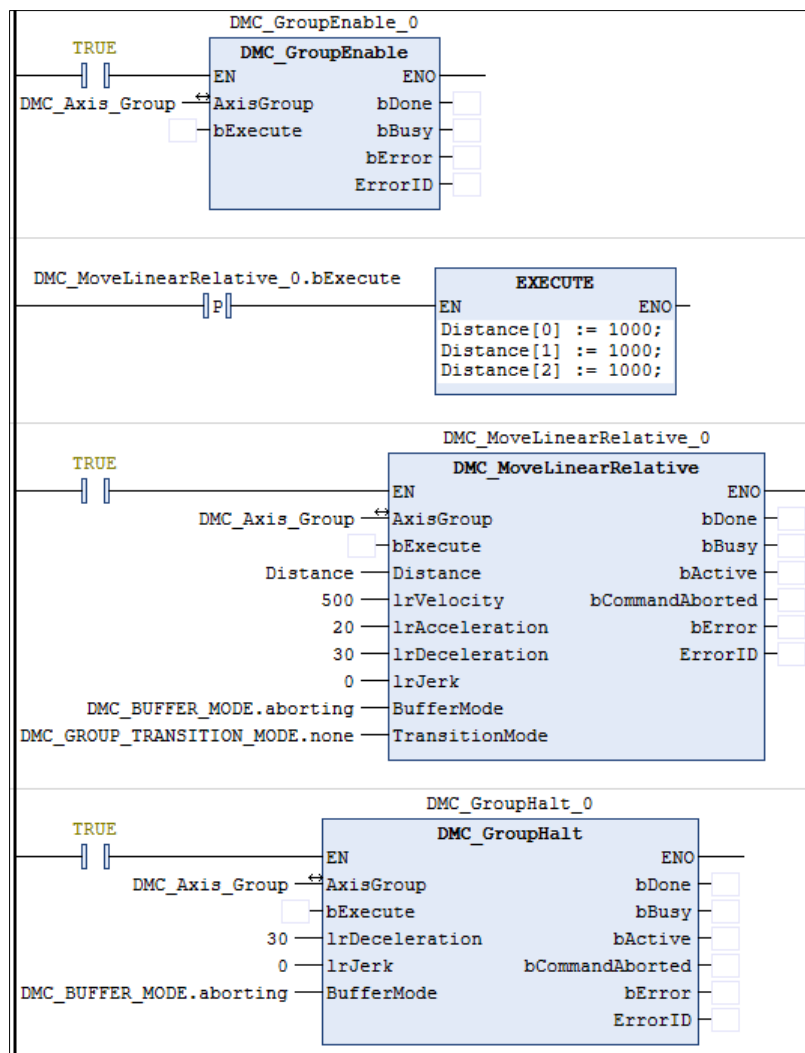 DMC_GroupEnable_0
TRUE
DMC_GroupEnable
EN ENO
DMC_Axis_Group AxisGroup bDone
bExecute bBusy
bError
ErrorID
DMC_MoveLinearRelative_0.bExecute
EXECUTE
P
EN ENO
Distance[0] := 1000;
Distance[1] := 1000;
Distance[2] := 1000;
DMC_MoveLinearRelative_0
TRUE
DMC_MoveLinearRelative
EN ENO
DMC_Axis_Group AxisGroup bDone
bExecute bBusy
Distance Distance bActive
500 lrVelocity bCommandAborted
20 lrAcceleration bError
30 lrDeceleration ErrorID
0 lrJerk
DMC_BUFFER_MODE.aborting BufferMode
DMC_GROUP_TRANSITION_MODE.none TransitionMode
DMC_GroupHalt_0
TRUE
DMC_GroupHalt
EN ENO
DMC_Axis_Group AxisGroup bDone
bExecute bBusy
30 lrDeceleration bActive
0 lrJerk bCommandAborted
DMC_BUFFER_MODE.aborting BufferMode bError
ErrorID